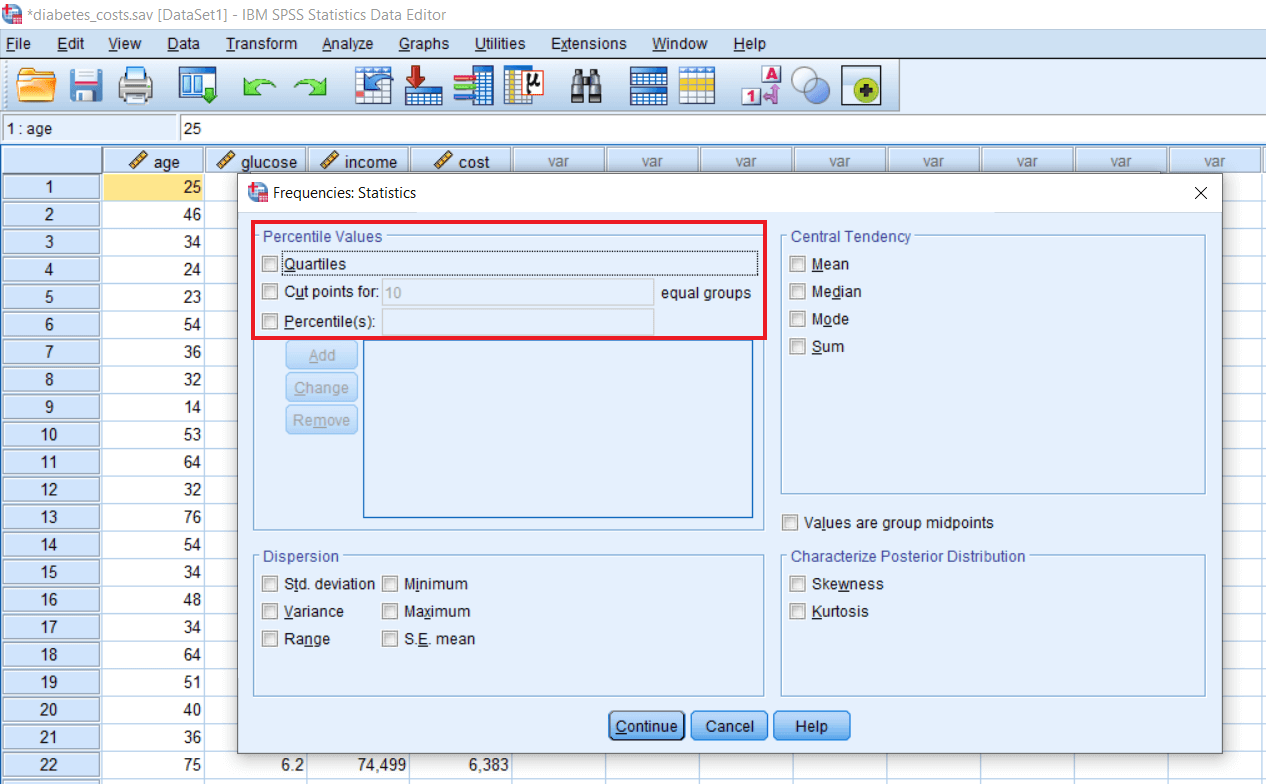 *diabetes_costs.sav [DataSet1] - IBM SPSS Statistics Data Editor
File Edit View Data Transform Analyze Graphs Utilities Extensions Window Help
1 : age 25
age glucose income cost var var var var var var var var
1 25
2 46
3 34
4 24
5 23
6 54
7 36
8 32
9 14
10 53
11 64
12 32
13 76
14 54
15 34
16 48
17 34
18 64
19 51
20 40
21 36
22 75 6.2 74,499 6,383
Frequencies: Statistics
Percentile Values
Quartiles
Cut points for: 10 equal groups
Percentile(s):
Add
Change
Remove
Central Tendency
Mean
Median
Mode
Sum
Values are group midpoints
Dispersion
Std. deviation Minimum
Variance Maximum
Range S.E. mean
Characterize Posterior Distribution
Skewness
Kurtosis
Continue Cancel Help